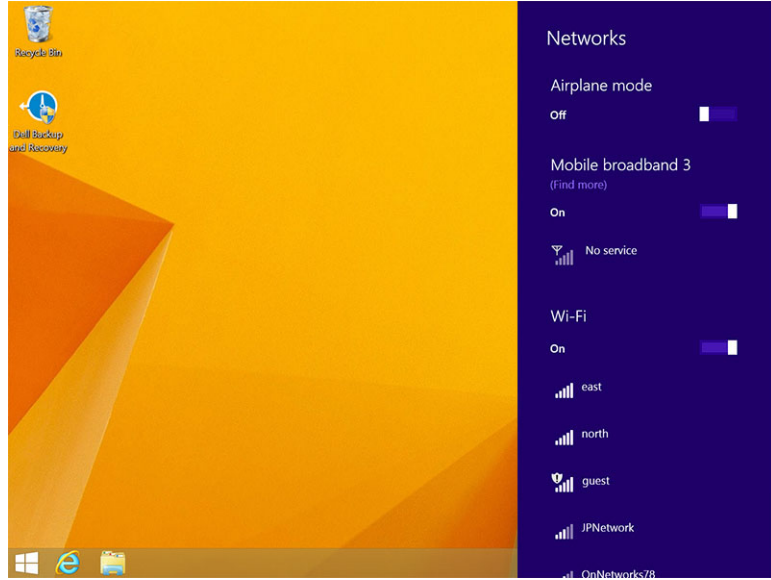 Recycle Bin
Dell Backup
and Recovery
Networks
Airplane mode
Off
Mobile broadband 3
(Find more)
On
No service
Wi-Fi
On
east
north
guest
JPNetwork
OnNetworks78